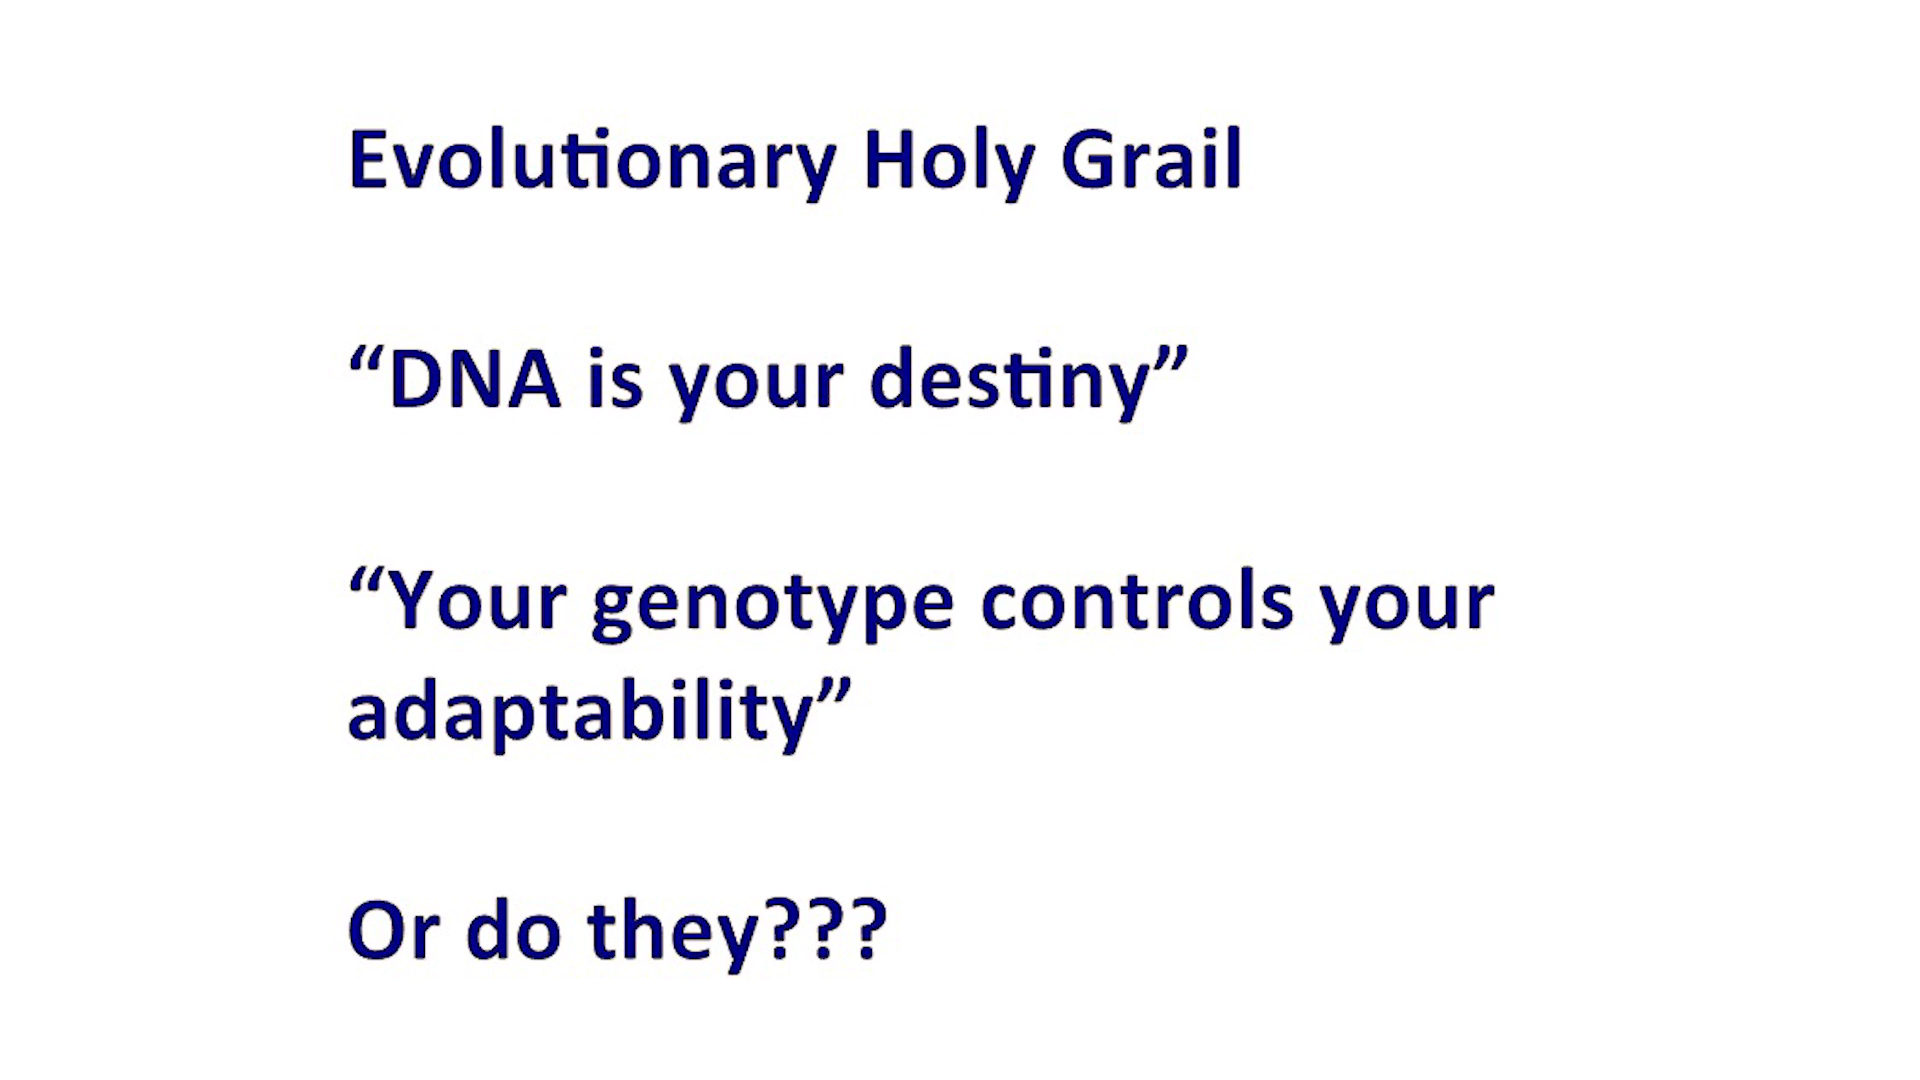 Evolutionary Holy Grail
“DNA is your destiny”
“Your genotype controls your
adaptability”
Or do they???